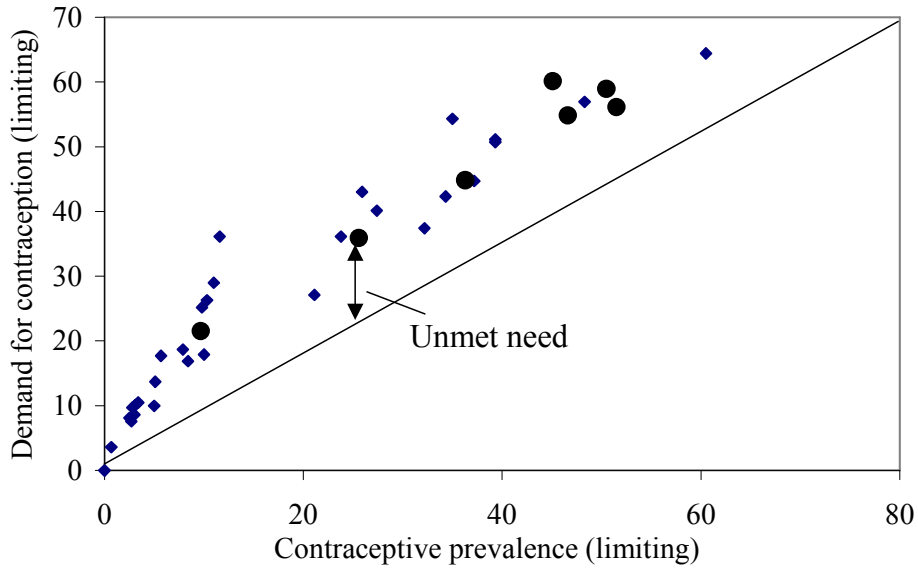 Demand for contraception (limiting)
70
60
50
40
30
20
10
0
Unmet need
0 20 40 60 80
Contraceptive prevalence (limiting)